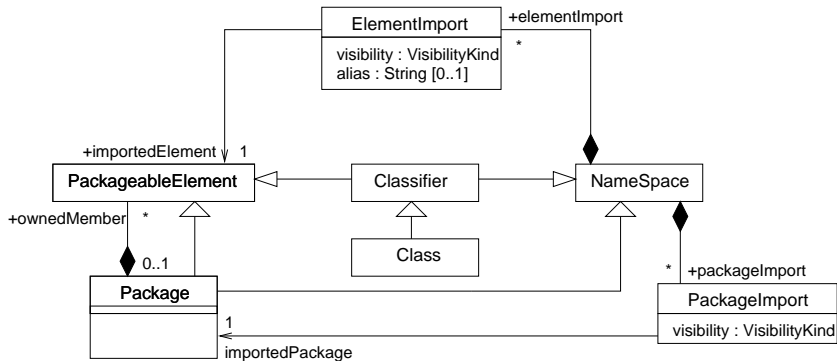 ElementImport
+elementImport
visibility : VisibilityKind
alias : String [0..1]
*
+importedElement
1
PackageableElement
Classifier
NameSpace
+ownedMember
*
Class
0..1
*
+packageImport
Package
PackageImport
visibility : VisibilityKind
1
importedPackage